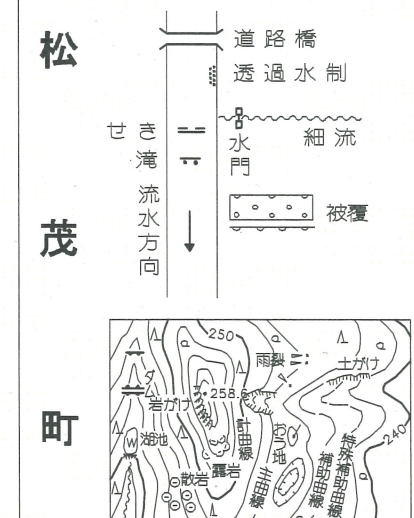 松茂町
道路橋
透過水制
せき
細流
水門
滝
流水方向
被覆
250
雨裂
土がけ
ダム
岩がけ
258.6
計曲線
おう地
特殊補助曲線
補助曲線
240
W
湖池
主曲線
露岩
散岩